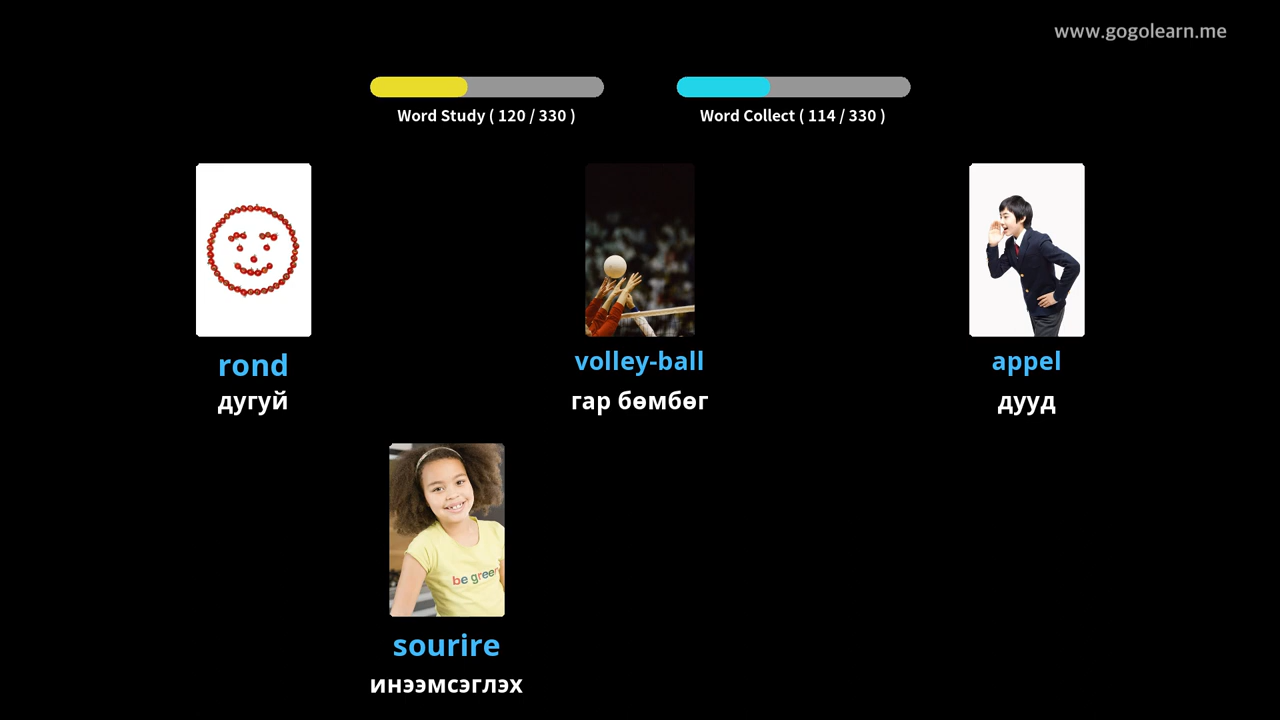 www.gogolearn.me
Word Study ( 120 / 330 )
Word Collect ( 114 / 330 )
rond
дугуй
volley-ball
гар бөмбөг
appel
дууд
be green
sourire
инээмсэглэх